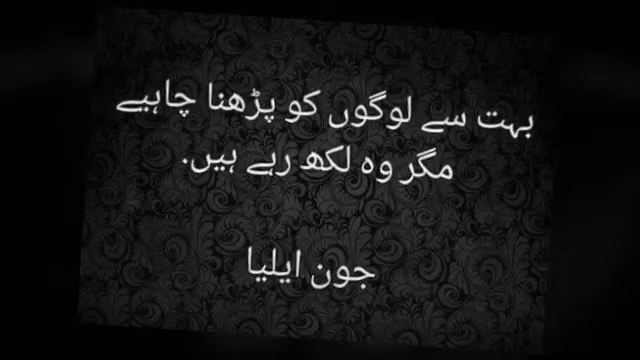 بہت سے لوگوں کو پڑھنا چاہیے
مگر وہ لکھ رہے ہیں.
جون ایلیا